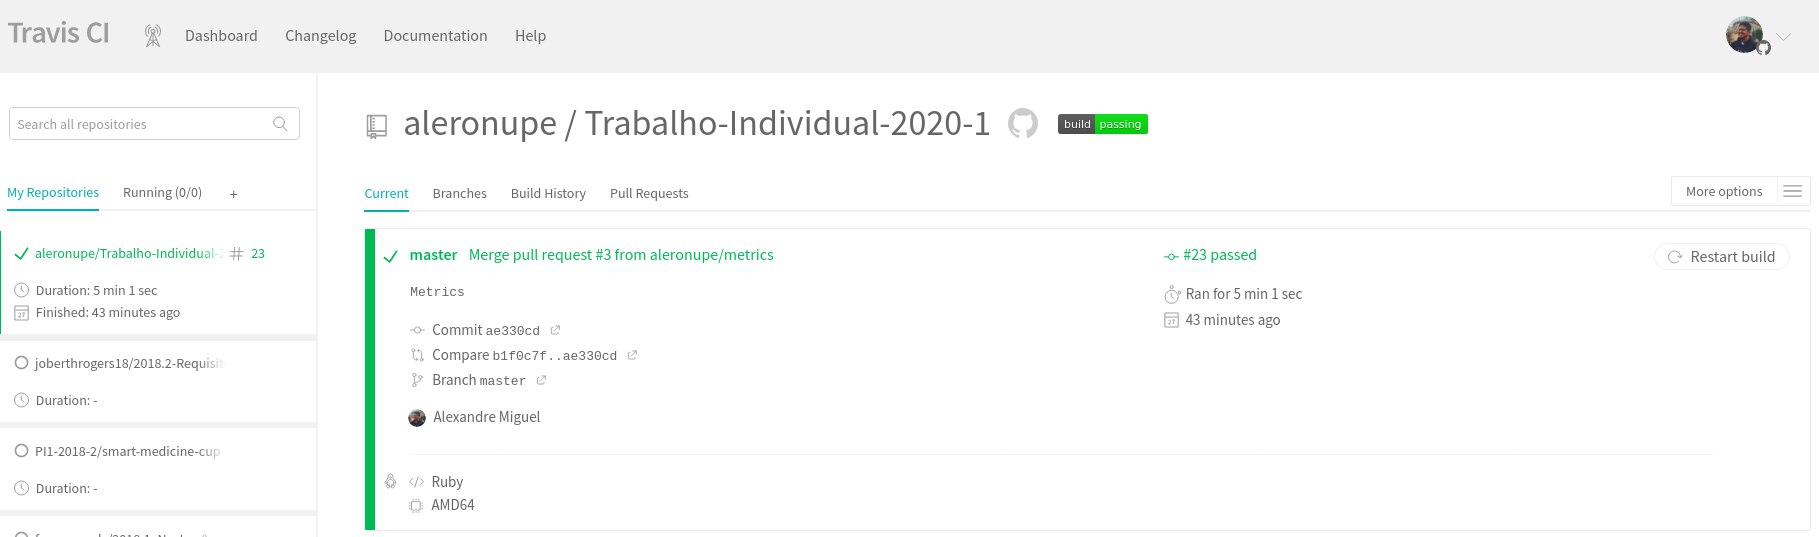 Travis CI
Dashboard
Changelog
Documentation
Help
Search all repositories
My Repositories
Running (0/0)
+
aleronupe/Trabalho-Individual-
# 23
Duration: 5 min 1 sec
Finished: 43 minutes ago
joberthrogers18/2018.2-Requisit
Duration: -
PI1-2018-2/smart-medicine-cup
Duration: -
aleronupe / Trabalho-Individual-2020-1
build passing
Current
Branches
Build History
Pull Requests
More options
master Merge pull request #3 from aleronupe/metrics
Metrics
Commit ae330cd
Compare b1f0c7f..ae330cd
Branch master
Alexandre Miguel
#23 passed
Ran for 5 min 1 sec
27 43 minutes ago
Restart build
</> Ruby
AMD64